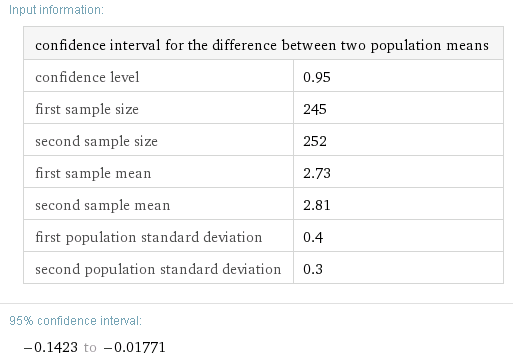 Input information:
confidence interval for the difference between two population means
confidence level 0.95
first sample size 245
second sample size 252
first sample mean 2.73
second sample mean 2.81
first population standard deviation 0.4
second population standard deviation 0.3
95% confidence interval:
−0.1423 to −0.01771